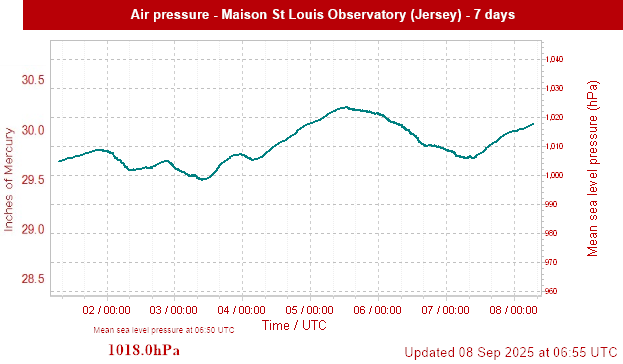 Air pressure - Maison St Louis Observatory (Jersey) - 7 days
1,040
30.5
1,030
1,020
30.0
1,010
29.5
1,000
990
29.0
980
970
28.5
960
Inches of Mercury
Mean sea level pressure (hPa)
02 / 00:00 03 / 00:00 04 / 00:00 05 / 00:00 06 / 00:00 07 / 00:00 08 / 00:00
Time / UTC
Mean sea level pressure at 06:50 UTC
1018.0hPa
Updated 08 Sep 2025 at 06:55 UTC